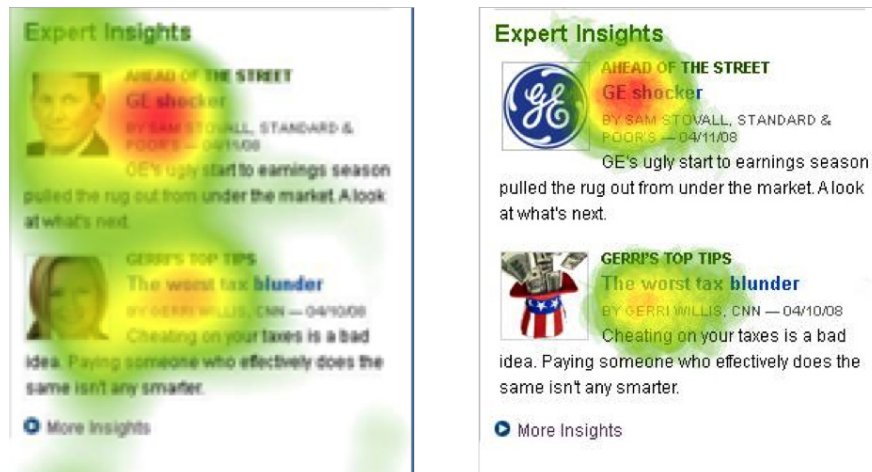 Expert Insights
AHEAD OF THE STREET
GE shocker
BY SAM STOVALL, STANDARD &
POOR'S — 04/11/08
GE's ugly start to earnings season
pulled the rug out from under the market. A look
at what's next.
GERRI'S TOP TIPS
The worst tax blunder
BY GERRI WILLIS, CNN — 04/10/08
Cheating on your taxes is a bad
idea. Paying someone who effectively does the
same isn't any smarter.
More Insights
Expert Insights
AHEAD OF THE STREET
GE shocker
BY SAM STOVALL, STANDARD &
POOR'S — 04/11/08
GE's ugly start to earnings season
pulled the rug out from under the market. A look
at what's next.
GERRI'S TOP TIPS
The worst tax blunder
BY GERRI WILLIS, CNN — 04/10/08
Cheating on your taxes is a bad
idea. Paying someone who effectively does the
same isn't any smarter.
More Insights